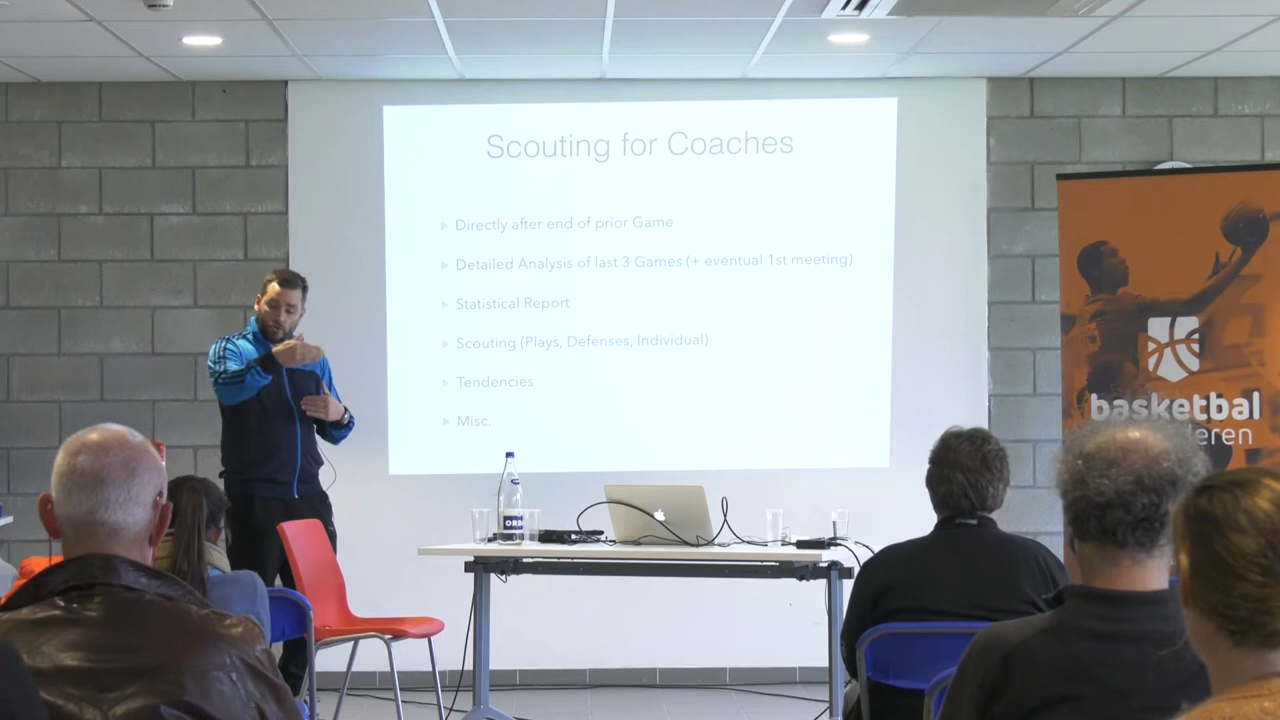 Scouting for Coaches
Directly after end of prior Game
Detailed Analysis of last 3 Games (+ eventual 1st meeting)
Statistical Report
Scouting (Plays, Defenses, Individual)
Tendencies
Misc.
basketbal
eren